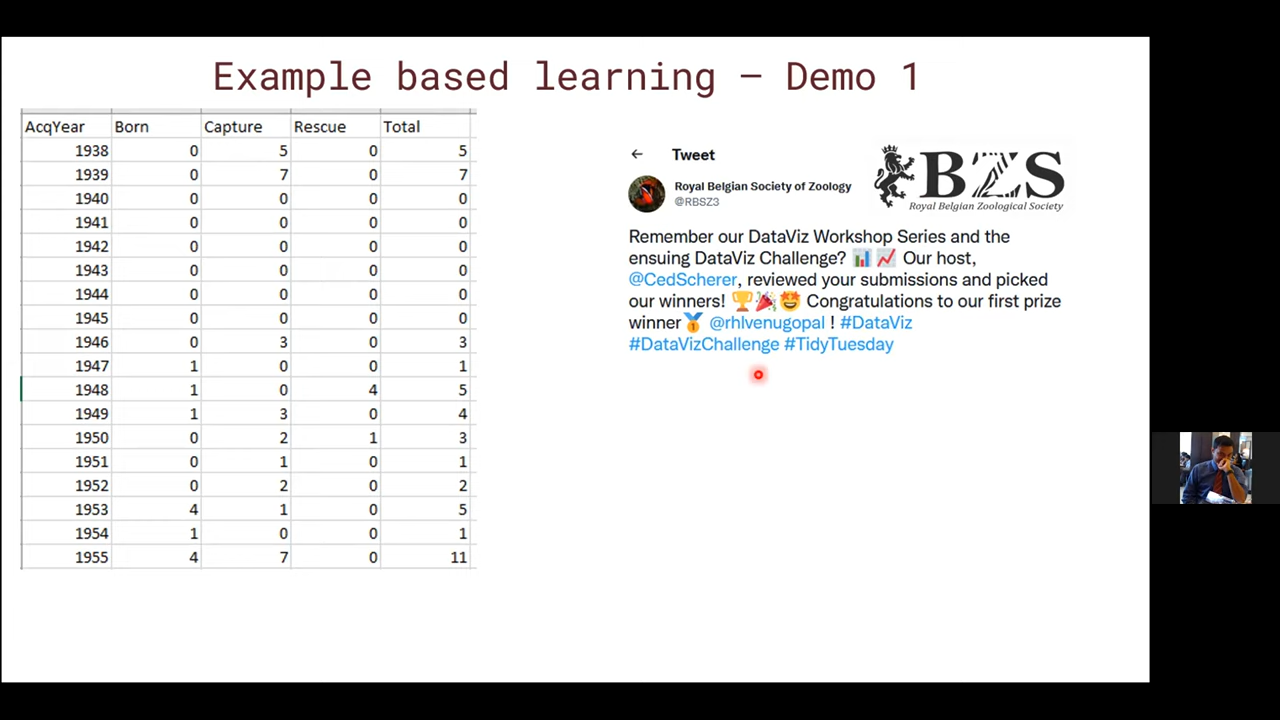 Example based learning – Demo 1
AcqYear Born Capture Rescue Total
1938 0 5 0 5
1939 0 7 0 7
1940 0 0 0 0
1941 0 0 0 0
1942 0 0 0 0
1943 0 0 0 0
1944 0 0 0 0
1945 0 0 0 0
1946 0 3 0 3
1947 1 0 0 1
1948 1 0 4 5
1949 1 3 0 4
1950 0 2 1 3
1951 0 1 0 1
1952 0 2 0 2
1953 4 1 0 5
1954 1 0 0 1
1955 4 7 0 11
← Tweet
Royal Belgian Society of Zoology
@RBSZ3
BZS
Royal Belgian Zoological Society
Remember our DataViz Workshop Series and the
ensuing DataViz Challenge? 📊 📈 Our host,
@CedScherer, reviewed your submissions and picked
our winners! 🏆🎉🤩 Congratulations to our first prize
winner🥇 @rhlvenugopal ! #DataViz
#DataVizChallenge #TidyTuesday